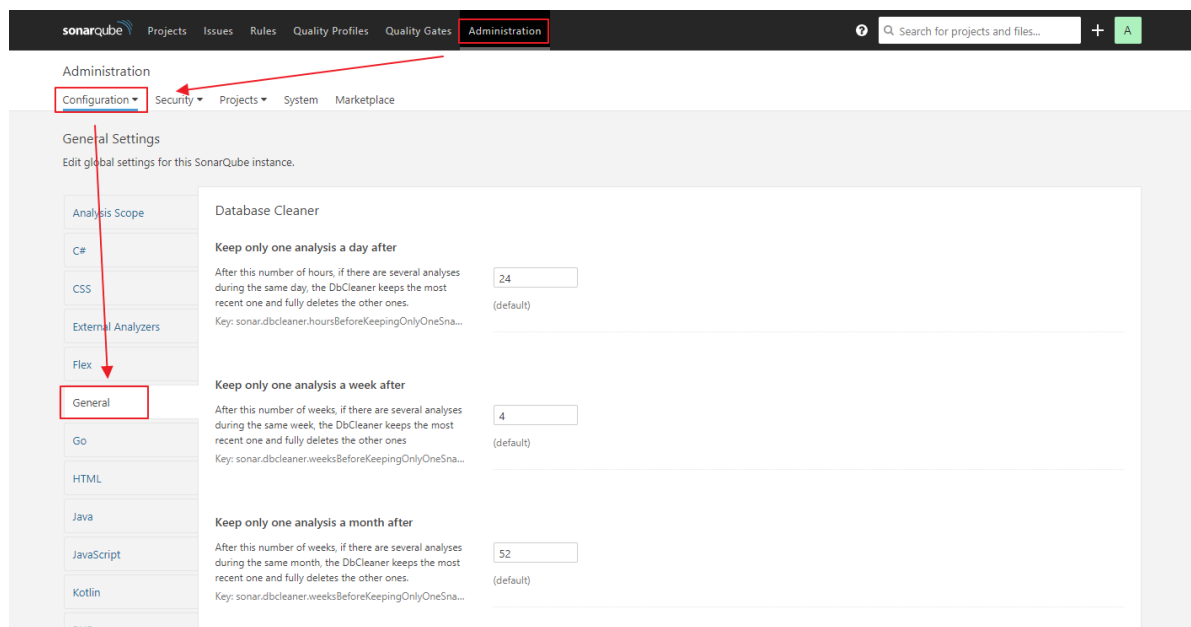 sonarqube Projects Issues Rules Quality Profiles Quality Gates Administration ? Search for projects and files... + A
Administration
Configuration Security Projects System Marketplace
General Settings
Edit global settings for this SonarQube instance.
Analysis Scope
C#
CSS
External Analyzers
Flex
General
Go
HTML
Java
JavaScript
Kotlin
Database Cleaner
Keep only one analysis a day after
After this number of hours, if there are several analyses
during the same day, the DbCleaner keeps the most
recent one and fully deletes the other ones.
Key: sonar.dbcleaner.hoursBeforeKeepingOnlyOneSna...
24
(default)
Keep only one analysis a week after
After this number of weeks, if there are several analyses
during the same week, the DbCleaner keeps the most
recent one and fully deletes the other ones
Key: sonar.dbcleaner.weeksBeforeKeepingOnlyOneSna...
4
(default)
Keep only one analysis a month after
After this number of weeks, if there are several analyses
during the same month, the DbCleaner keeps the most
recent one and fully deletes the other ones.
Key: sonar.dbcleaner.weeksBeforeKeepingOnlyOneSna...
52
(default)